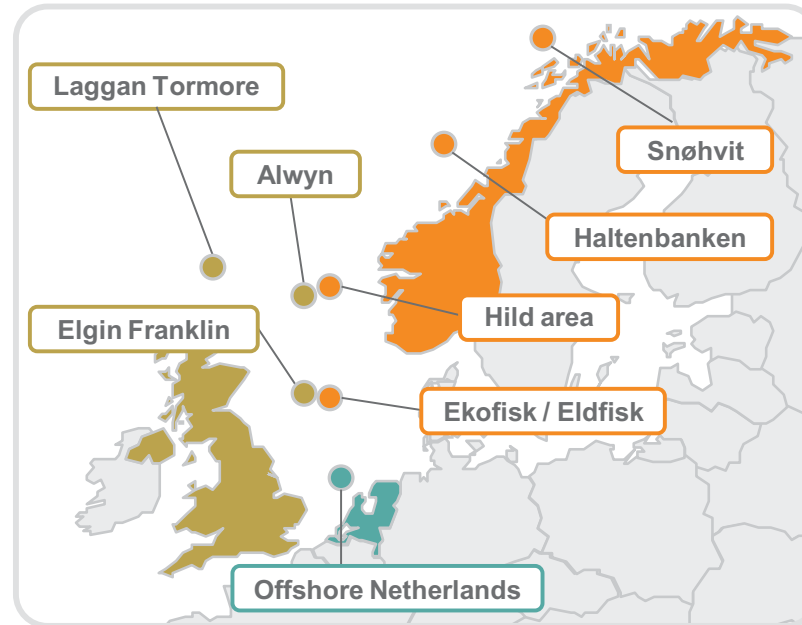 Laggan Tormore
Snøhvit
Alwyn
Haltenbanken
Hild area
Elgin Franklin
Ekofisk / Eldfisk
Offshore Netherlands